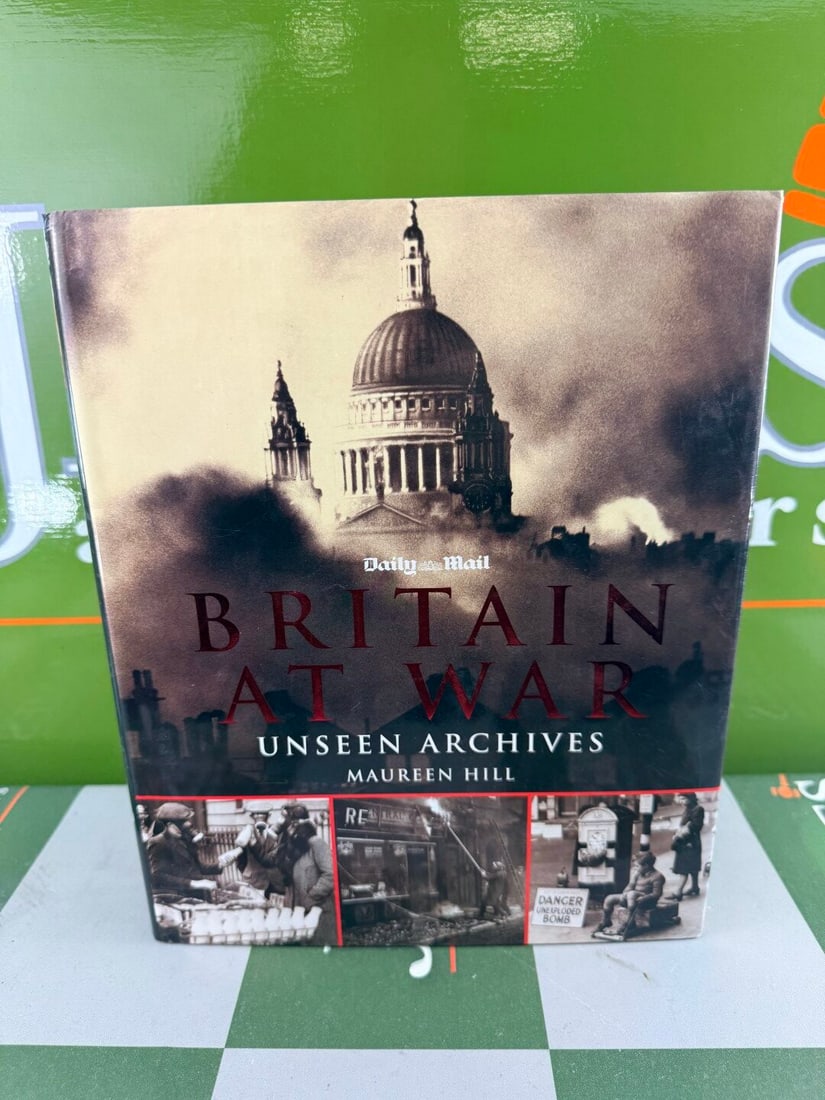 Daily Mail
BRITAIN
AT WAR
UNSEEN ARCHIVES
MAUREEN HILL
DANGER
UNEXPLODED
BOMB